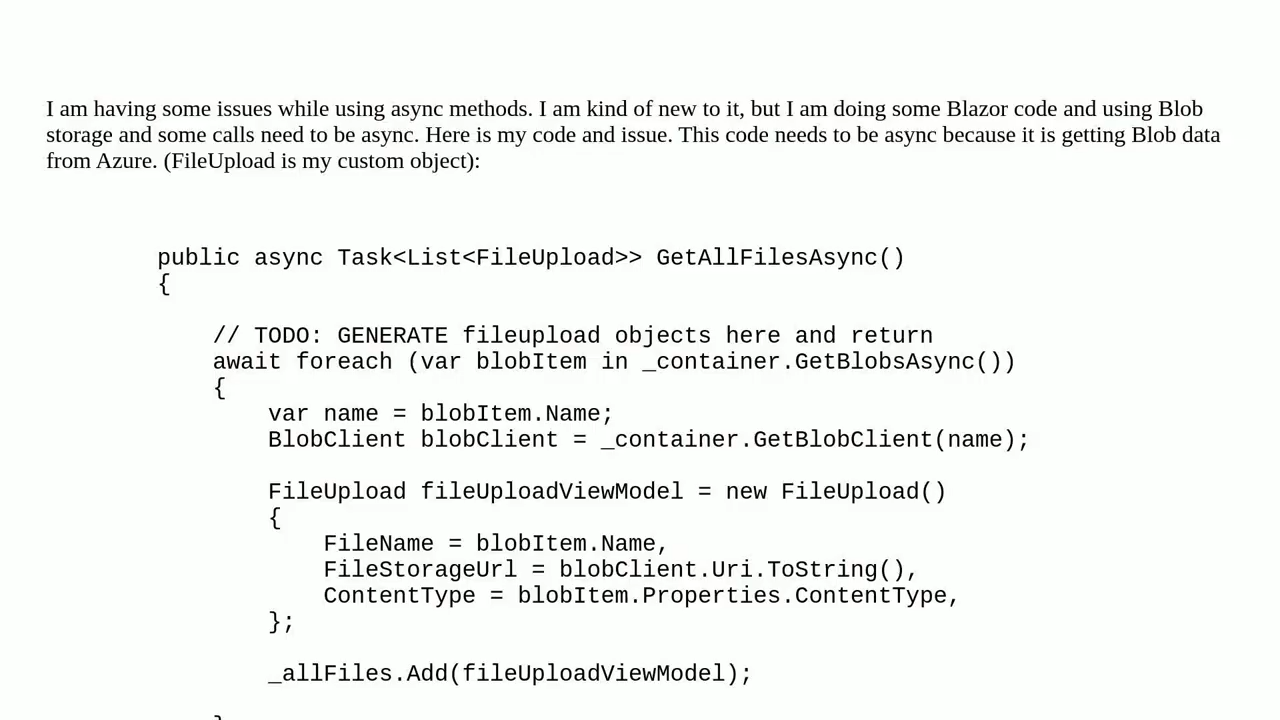 I am having some issues while using async methods. I am kind of new to it, but I am doing some Blazor code and using Blob
storage and some calls need to be async. Here is my code and issue. This code needs to be async because it is getting Blob data
from Azure. (FileUpload is my custom object):
public async Task<List<FileUpload>> GetAllFilesAsync()
{
// TODO: GENERATE fileupload objects here and return
await foreach (var blobItem in _container.GetBlobsAsync())
{
var name = blobItem.Name;
BlobClient blobClient = _container.GetBlobClient(name);
FileUpload fileUploadViewModel = new FileUpload()
{
FileName = blobItem.Name,
FileStorageUrl = blobClient.Uri.ToString(),
ContentType = blobItem.Properties.ContentType,
};
_allFiles.Add(fileUploadViewModel);
}